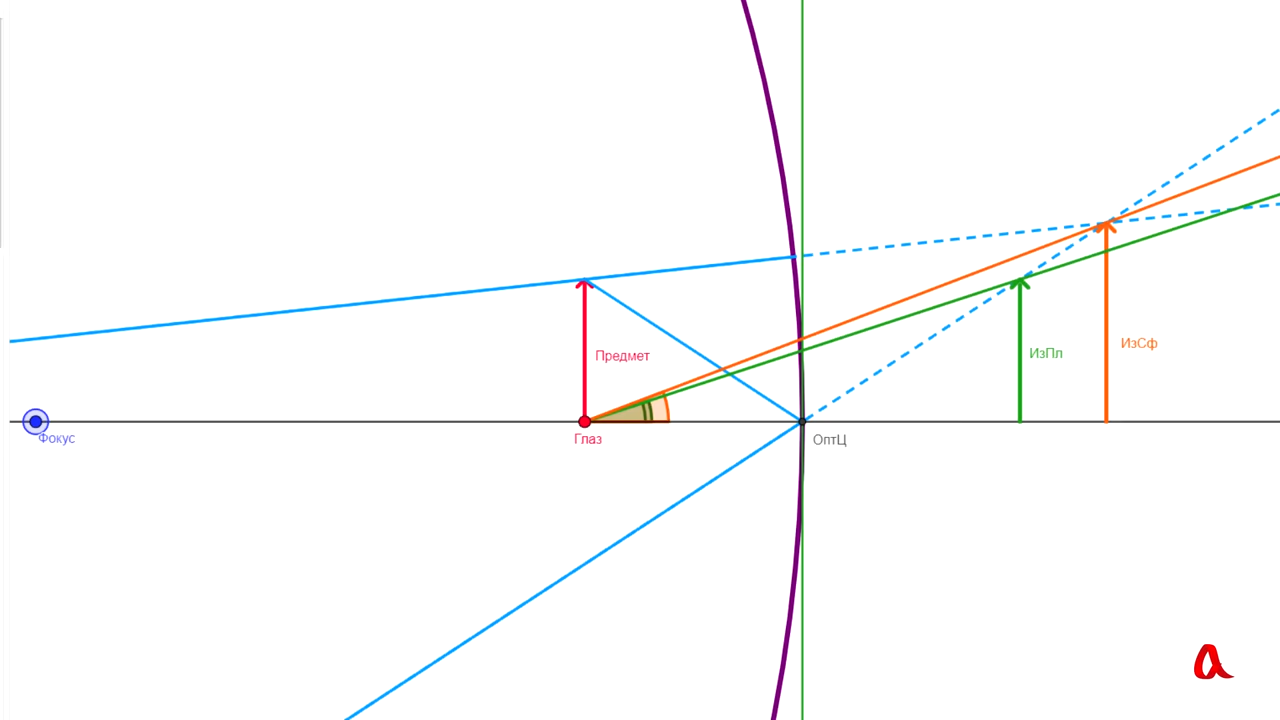 ИзСф
ИзПл
Предмет
Фокус
Глаз
ОптЦ
a